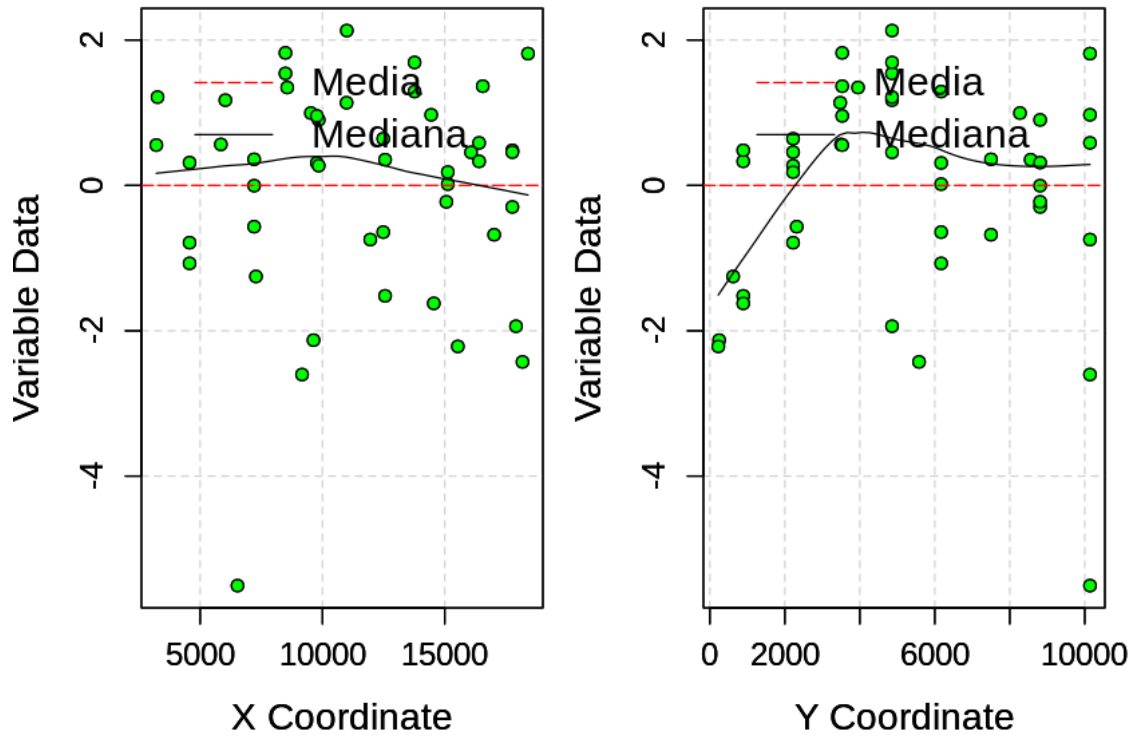 2
0
-2
-4
Variable Data
Media
Mediana
5000 10000 15000
X Coordinate
2
0
-2
-4
Variable Data
Media
Mediana
0 2000 6000 10000
Y Coordinate